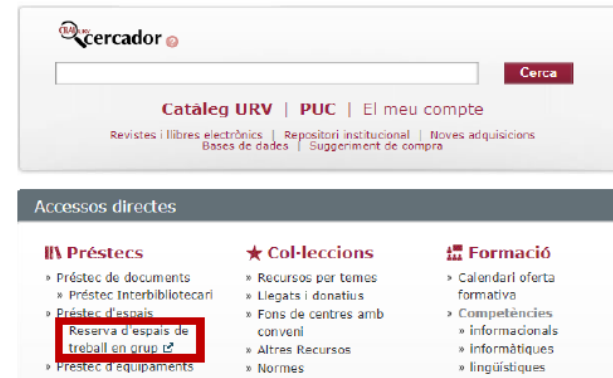 CRAIURV cercador
Cerca
Catàleg URV | PUC | El meu compte
Revistes i llibres electrònics | Repositori institucional | Noves adquisicions
Bases de dades | Suggeriment de compra
Accessos directes
Préstecs
» Préstec de documents
» Préstec Interbibliotecari
» Préstec d'espais
Reserva d'espais de
treball en grup
» Préstec d'equipaments
Col·leccions
» Recursos per temes
» Llegats i donatius
» Fons de centres amb
conveni
» Altres Recursos
» Normes
Formació
» Calendari oferta
formativa
» Competències
» informacionals
» informàtiques
» lingüístiques